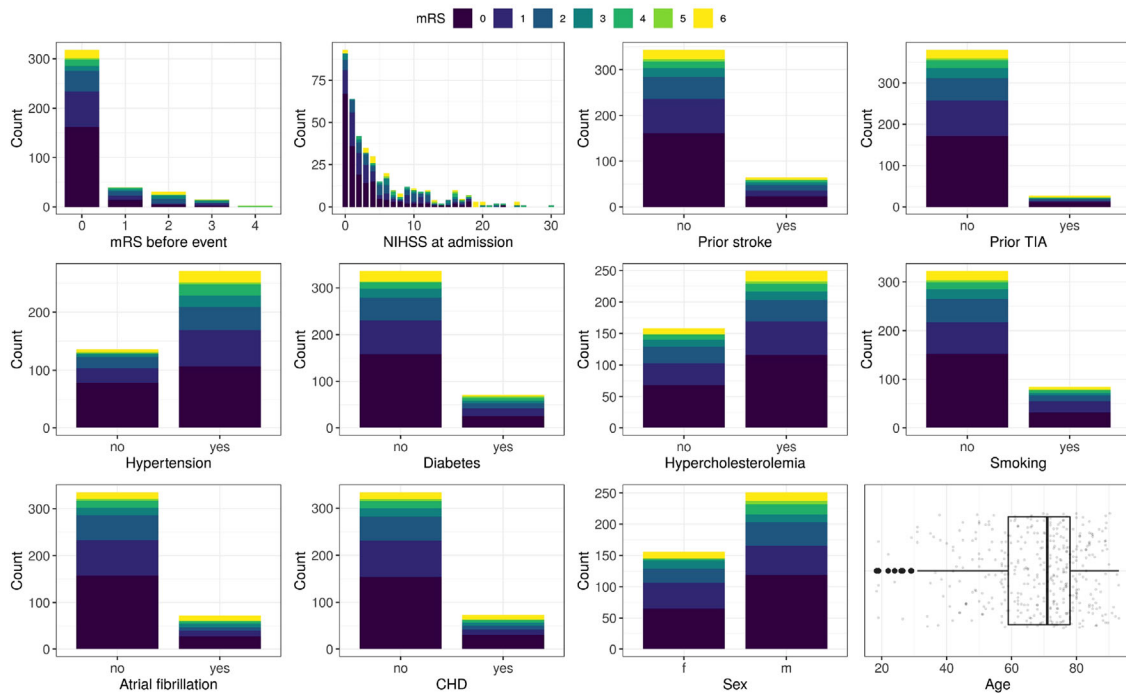 mRS 0 1 2 3 4 5 6
Count
300
200
100
0
0 1 2 3 4
mRS before event
Count
75
50
25
0
0 10 20 30
NIHSS at admission
Count
300
200
100
0
no yes
Prior stroke
Count
300
200
100
0
no yes
Prior TIA
Count
200
100
0
no yes
Hypertension
Count
300
200
100
0
no yes
Diabetes
Count
250
200
150
100
50
0
no yes
Hypercholesterolemia
Count
300
200
100
0
no yes
Smoking
Count
300
200
100
0
no yes
Atrial fibrillation
Count
300
200
100
0
no yes
CHD
Count
250
200
150
100
50
0
f m
Sex
20 40 60 80
Age